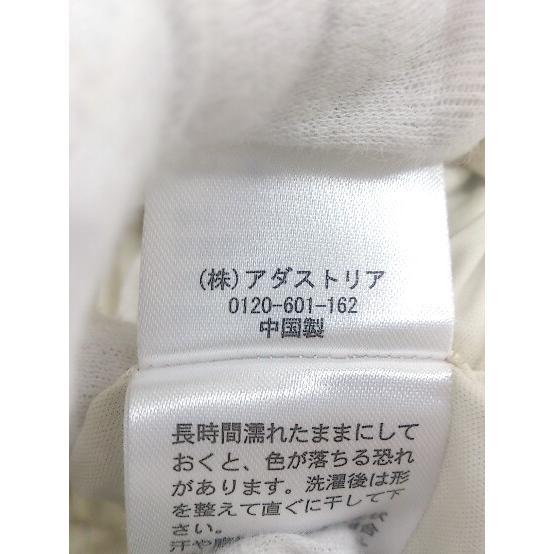 (株)アダストリア
0120-601-162
中国製
長時間濡れたままにして
おくと、色が落ちる恐れ
があります。洗濯後は形
を整えて直ぐに干して下
さい。
汗や